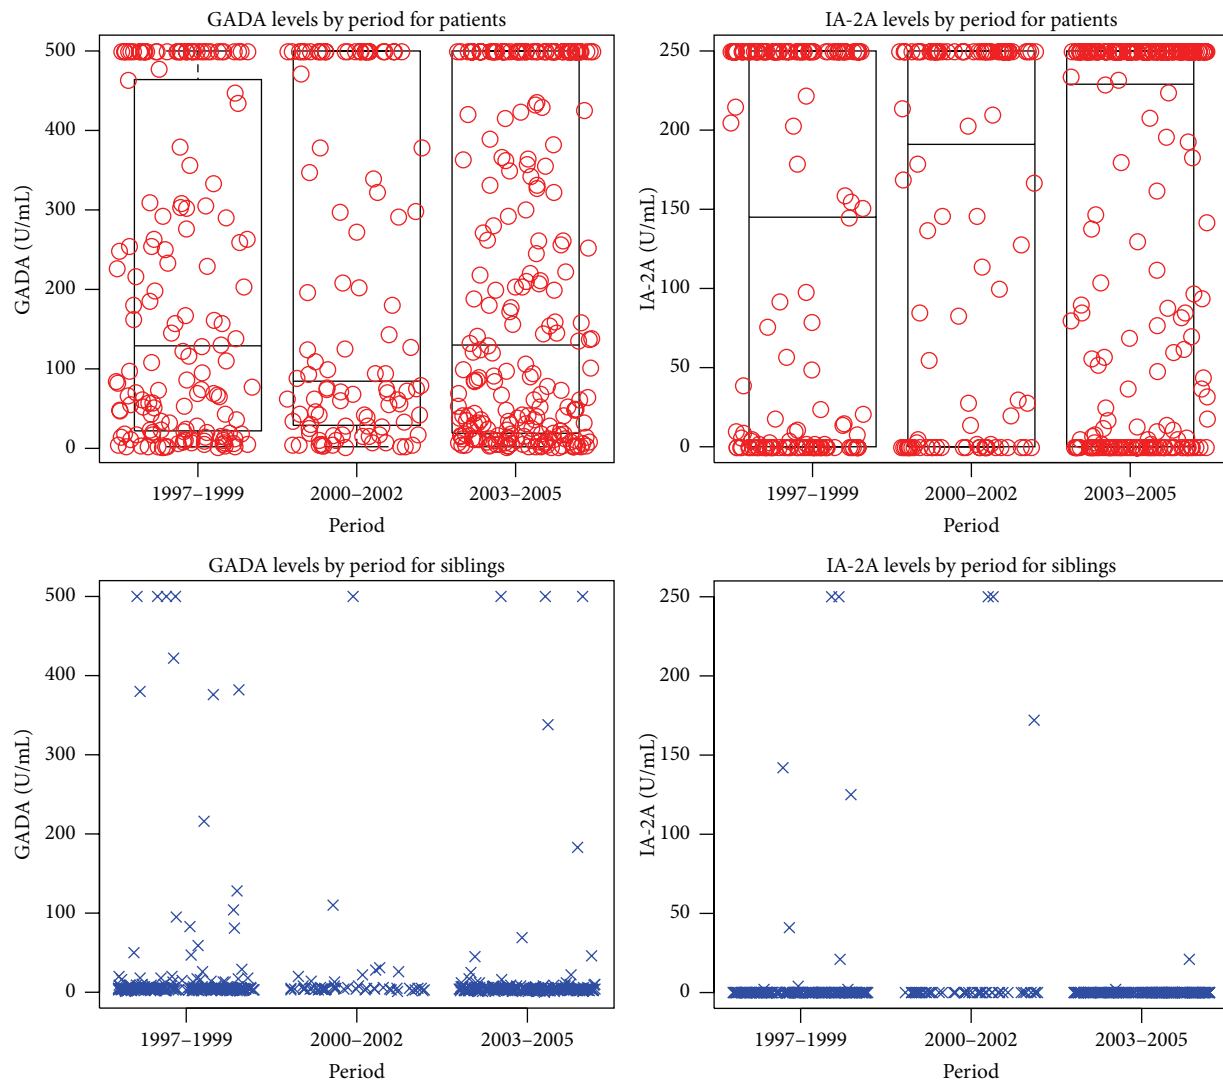 GADA levels by period for patients
500
400
300
200
100
0
GADA (U/mL)
1997–1999 2000–2002 2003–2005
Period
IA-2A levels by period for patients
250
200
150
100
50
0
IA-2A (U/mL)
1997–1999 2000–2002 2003–2005
Period
GADA levels by period for siblings
500
400
300
200
100
0
GADA (U/mL)
1997–1999 2000–2002 2003–2005
Period
IA-2A levels by period for siblings
250
200
150
100
50
0
IA-2A (U/mL)
1997–1999 2000–2002 2003–2005
Period